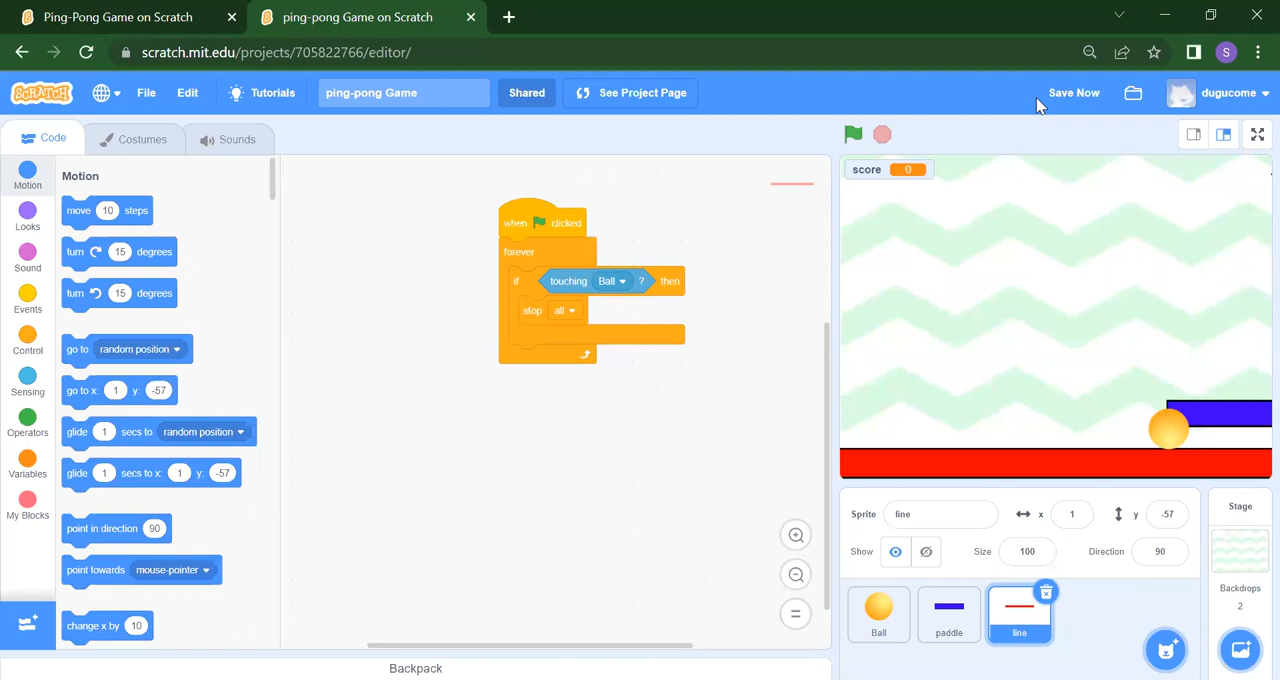 Ping-Pong Game on Scratch
ping-pong Game on Scratch
scratch.mit.edu/projects/705822766/editor/
S
SCRATCH
File
Edit
Tutorials
ping-pong Game
Shared
See Project Page
Save Now
dugucome
Code
Costumes
Sounds
Motion
Looks
Sound
Events
Control
Sensing
Operators
Variables
My Blocks
Motion
move 10 steps
turn 15 degrees
turn 15 degrees
go to random position
go to x: 1 y: -57
glide 1 secs to random position
glide 1 secs to x: 1 y: -57
point in direction 90
point towards mouse-pointer
change x by 10
when clicked
forever
if touching Ball ? then
stop all
Backpack
score 0
Sprite line x 1 y -57
Show Size 100 Direction 90
Ball
paddle
line
Stage
Backdrops
2